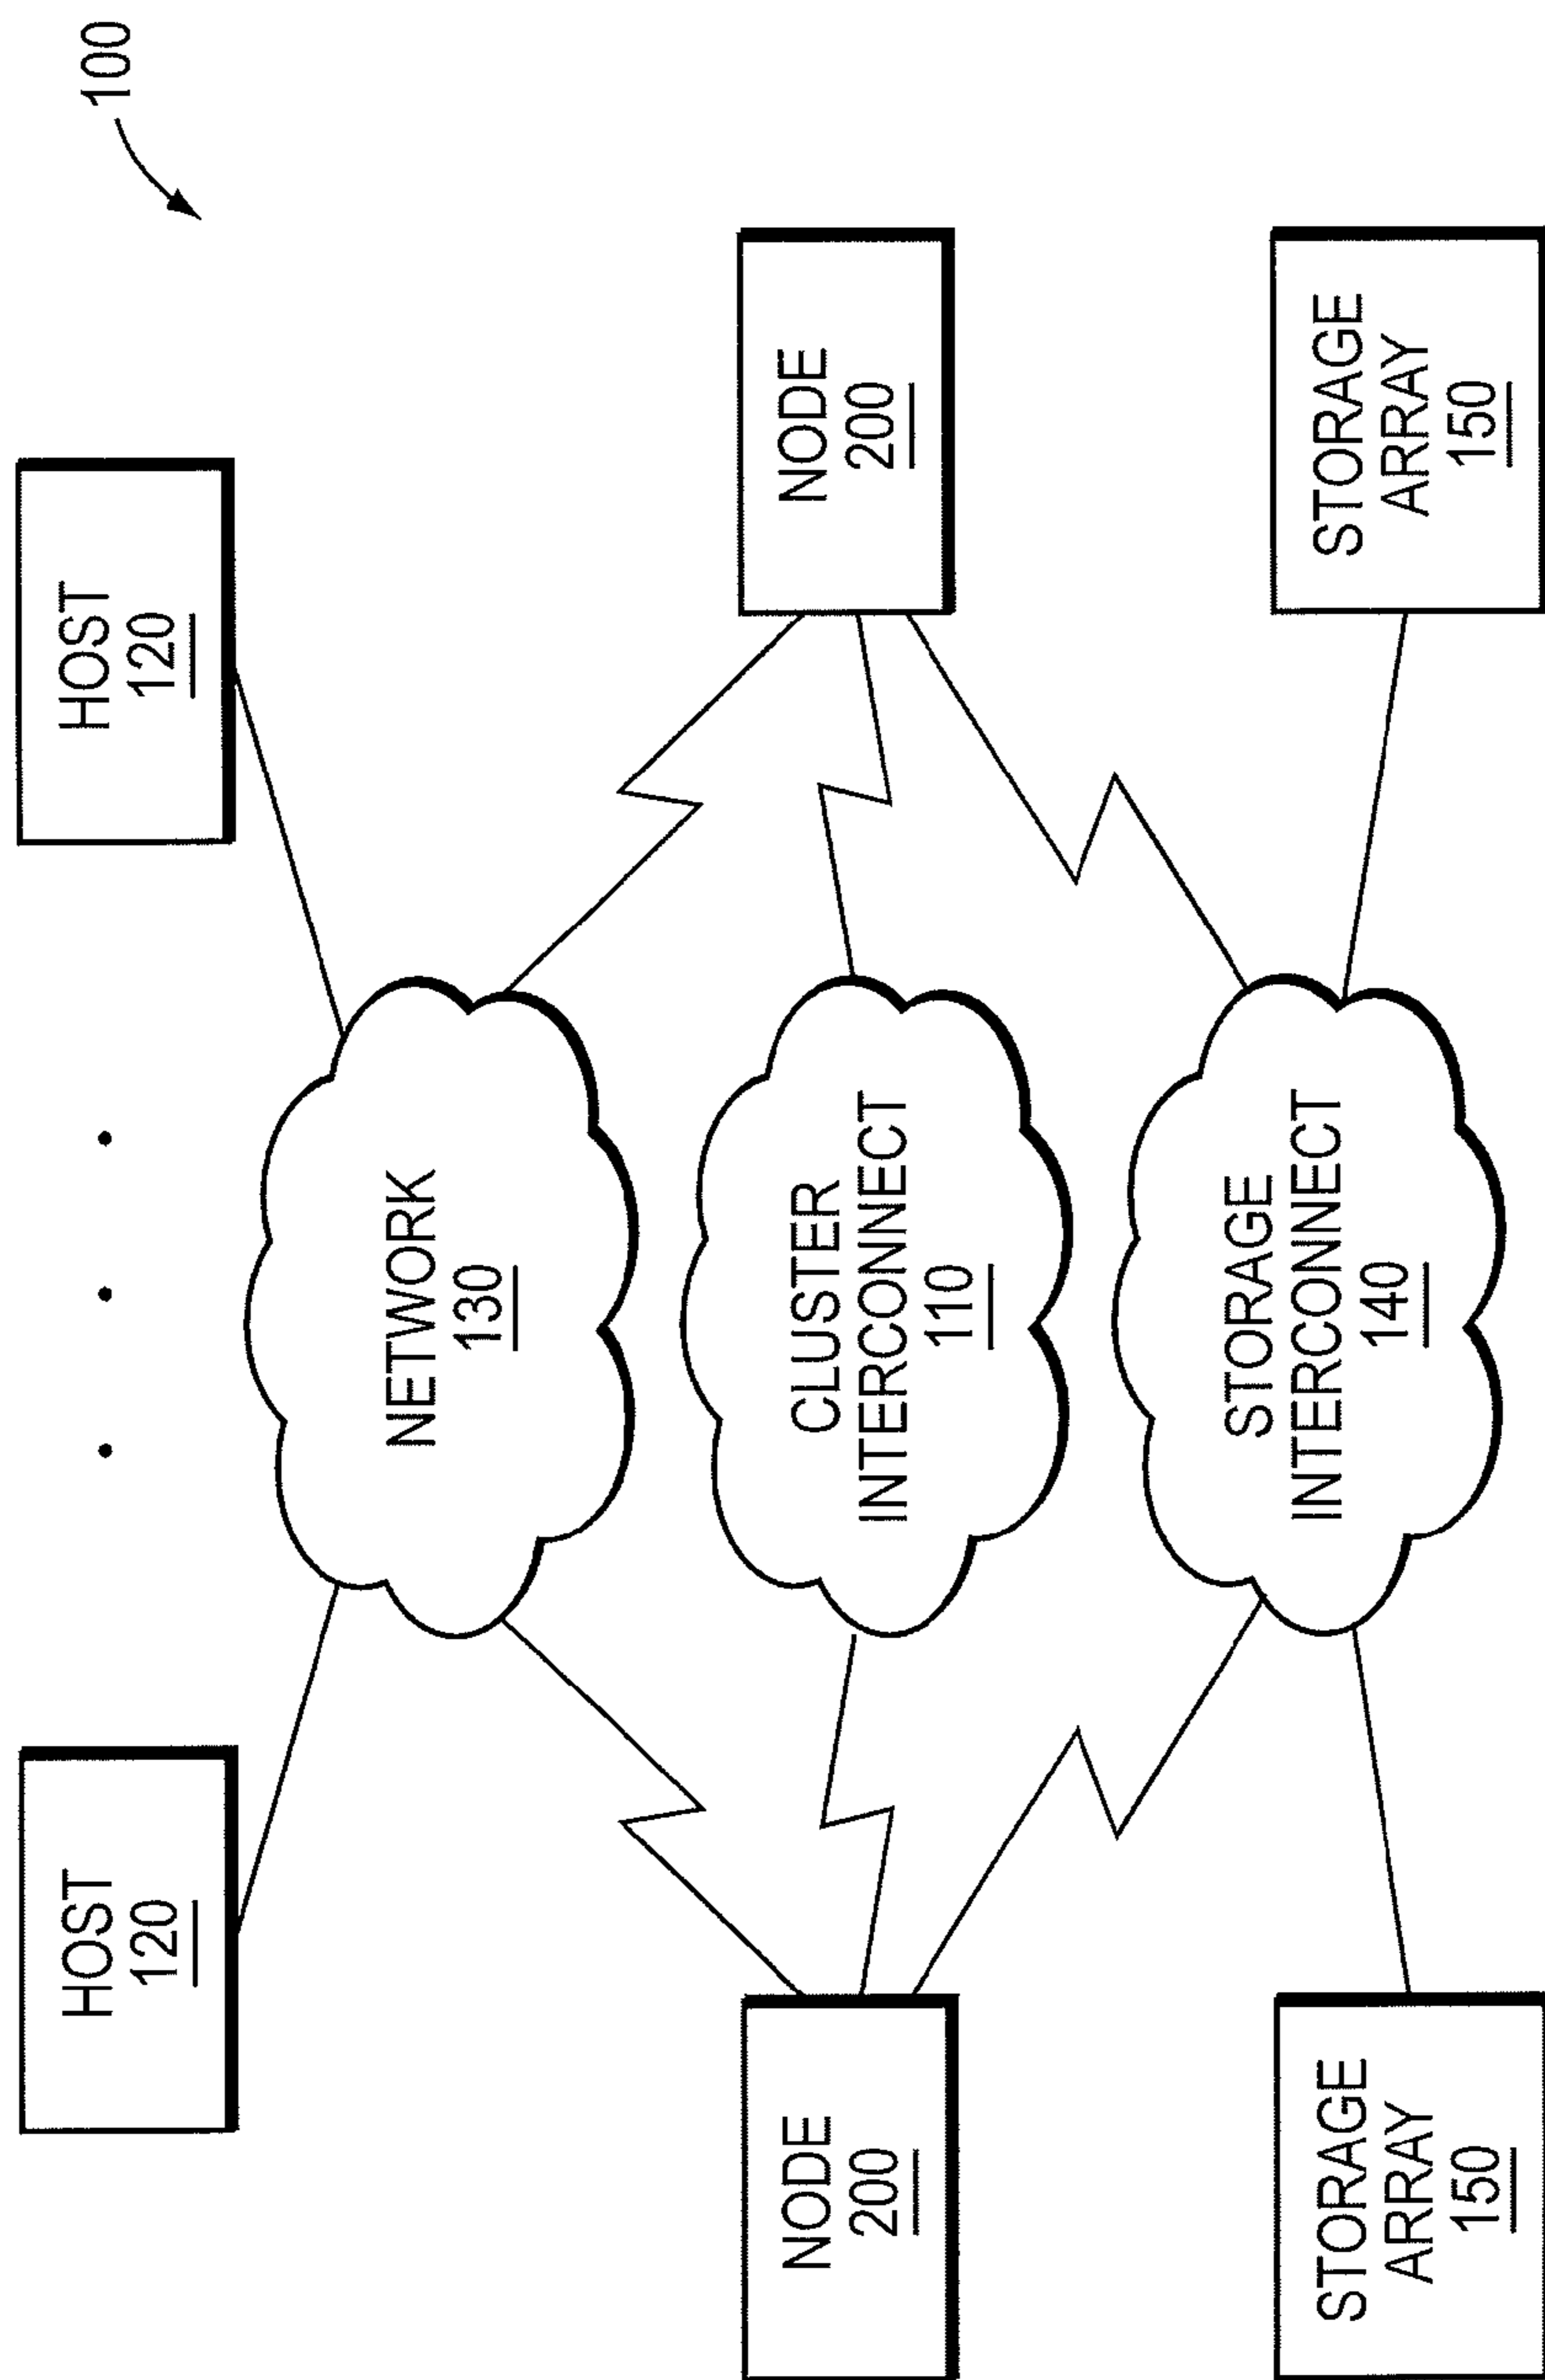 100
HOST
120
HOST
120
NETWORK
130
NODE
200
CLUSTER
INTERCONNECT
110
NODE
200
STORAGE
INTERCONNECT
140
STORAGE
ARRAY
150
STORAGE
ARRAY
150